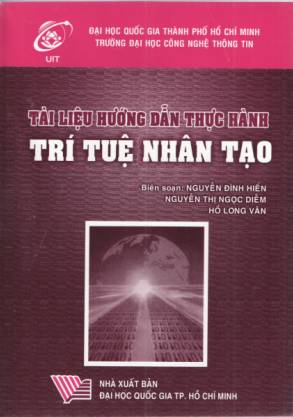 ĐẠI HỌC QUỐC GIA THÀNH PHỐ HỒ CHÍ MINH
TRƯỜNG ĐẠI HỌC CÔNG NGHỆ THÔNG TIN
UIT
TÀI LIỆU HƯỚNG DẪN THỰC HÀNH
TRÍ TUỆ NHÂN TẠO
Biên soạn: NGUYỄN ĐÌNH HIỂN
NGUYỄN THỊ NGỌC DIỄM
HỒ LONG VÂN
NHÀ XUẤT BẢN
ĐẠI HỌC QUỐC GIA TP. HỒ CHÍ MINH